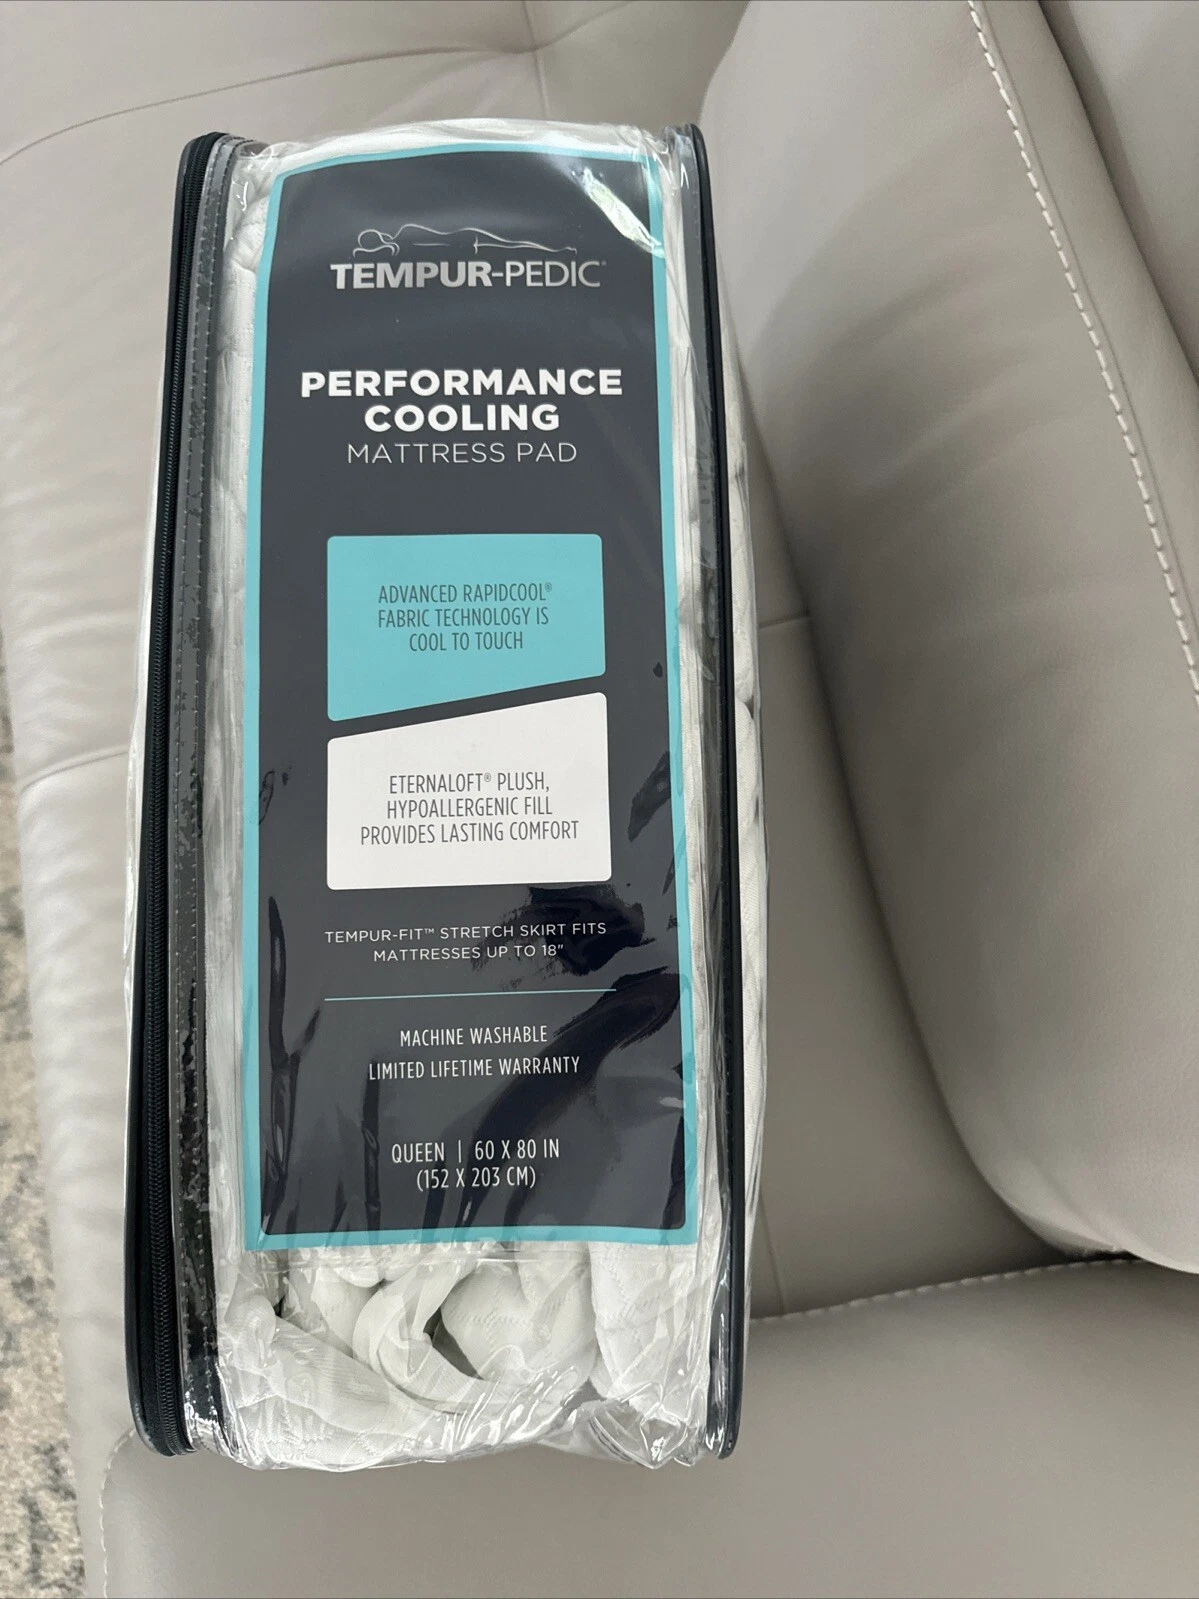 TEMPUR-PEDIC®
PERFORMANCE
COOLING
MATTRESS PAD
ADVANCED RAPIDCOOL®
FABRIC TECHNOLOGY IS
COOL TO TOUCH
ETERNALOFT® PLUSH,
HYPOALLERGENIC FILL
PROVIDES LASTING COMFORT
TEMPUR-FIT™ STRETCH SKIRT FITS
MATTRESSES UP TO 18"
MACHINE WASHABLE
LIMITED LIFETIME WARRANTY
QUEEN | 60 X 80 IN
(152 X 203 CM)